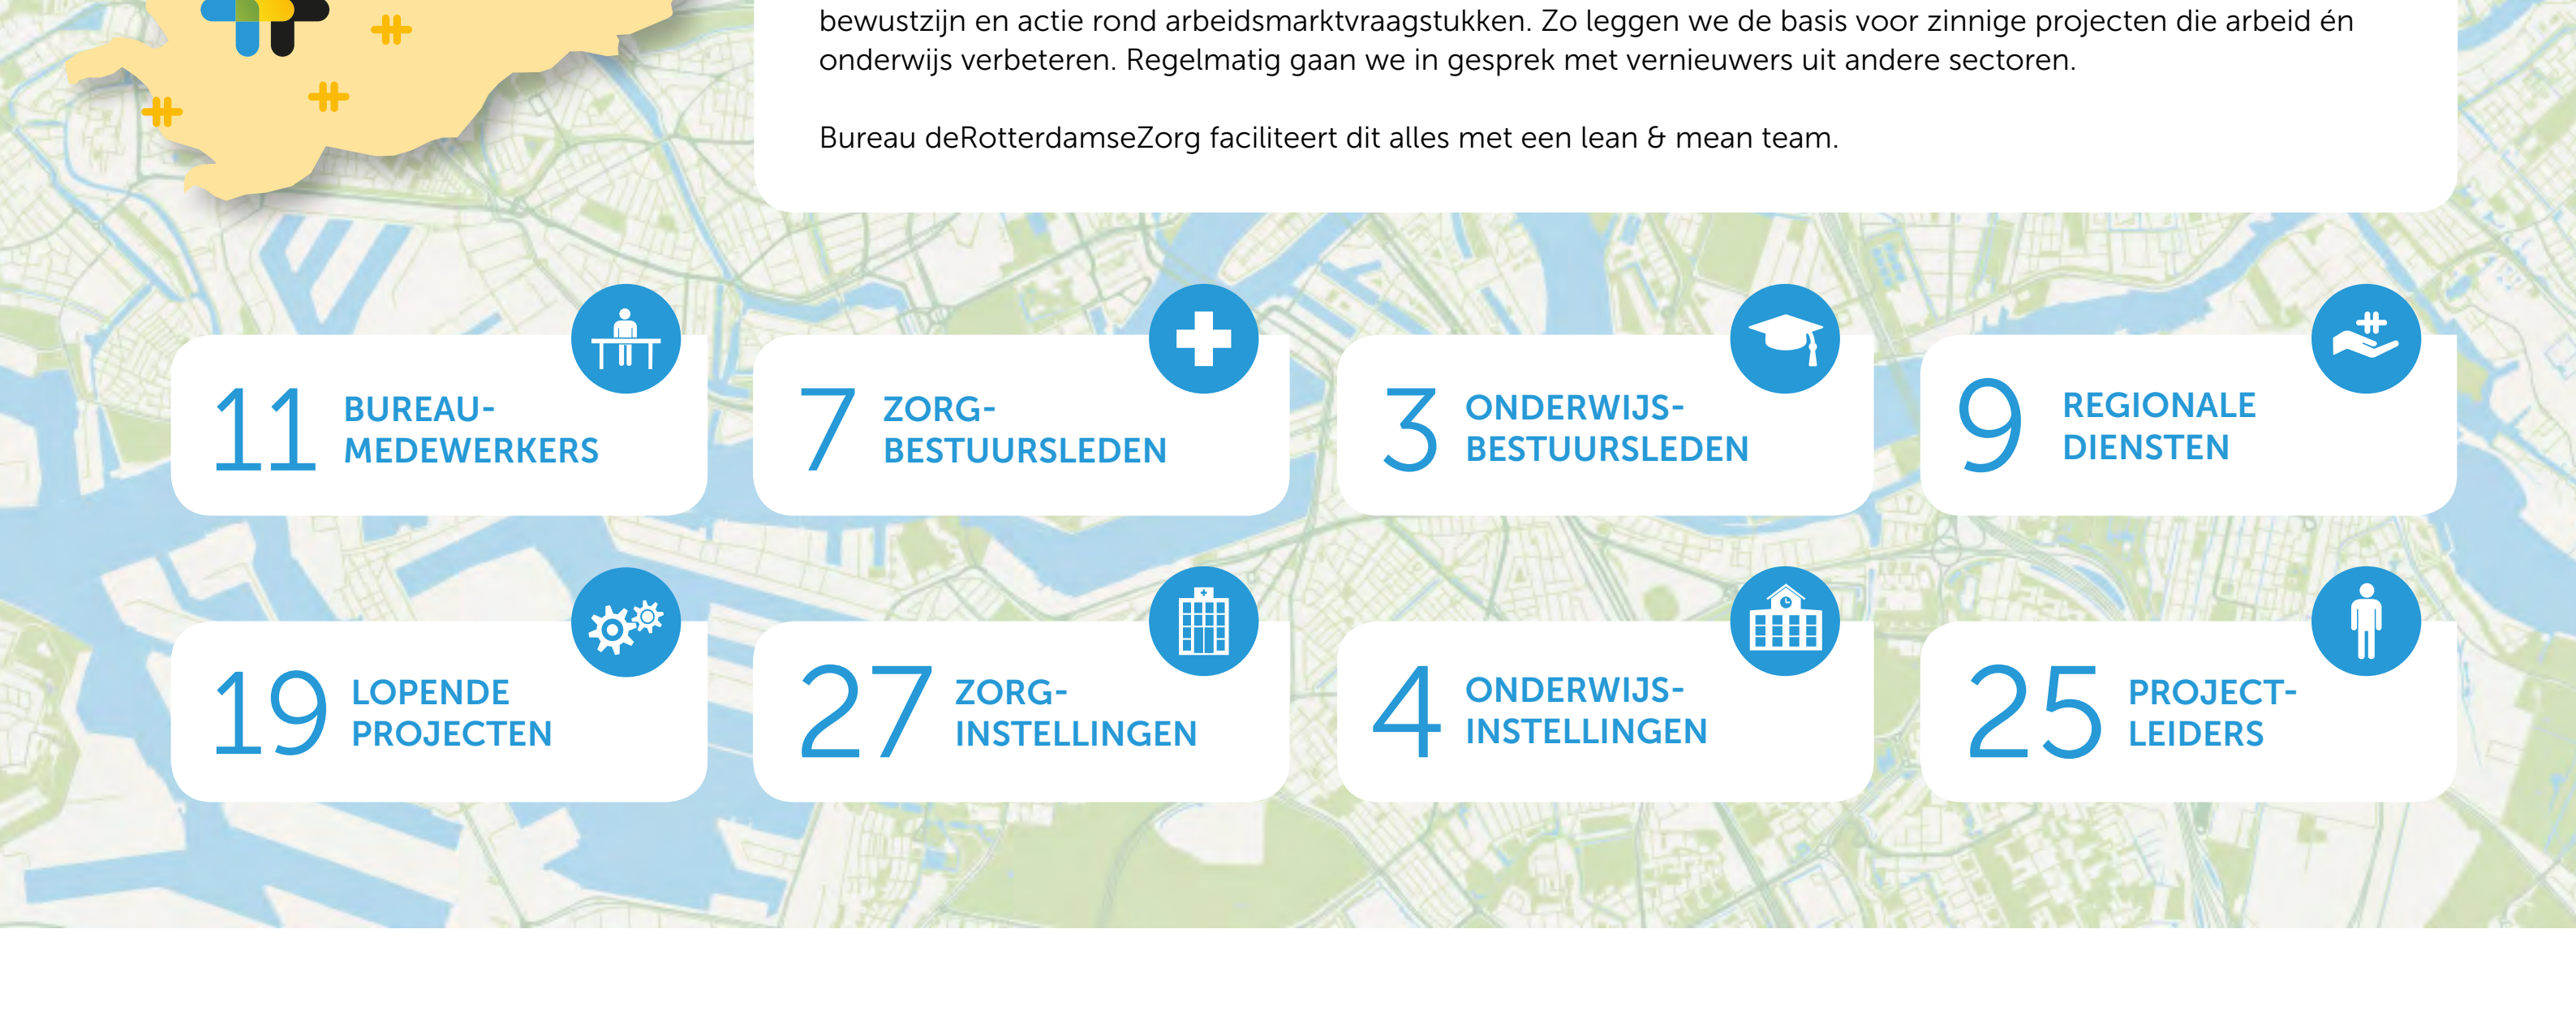 bewustzijn en actie rond arbeidsmarktvraagstukken. Zo leggen we de basis voor zinnige projecten die arbeid én
onderwijs verbeteren. Regelmatig gaan we in gesprek met vernieuwers uit andere sectoren.
Bureau deRotterdamseZorg faciliteert dit alles met een lean & mean team.
11 BUREAU-
MEDEWERKERS
7 ZORG-
BESTUURSLEDEN
3 ONDERWIJS-
BESTUURSLEDEN
9 REGIONALE
DIENSTEN
19 LOPENDE
PROJECTEN
27 ZORG-
INSTELLINGEN
4 ONDERWIJS-
INSTELLINGEN
25 PROJECT-
LEIDERS